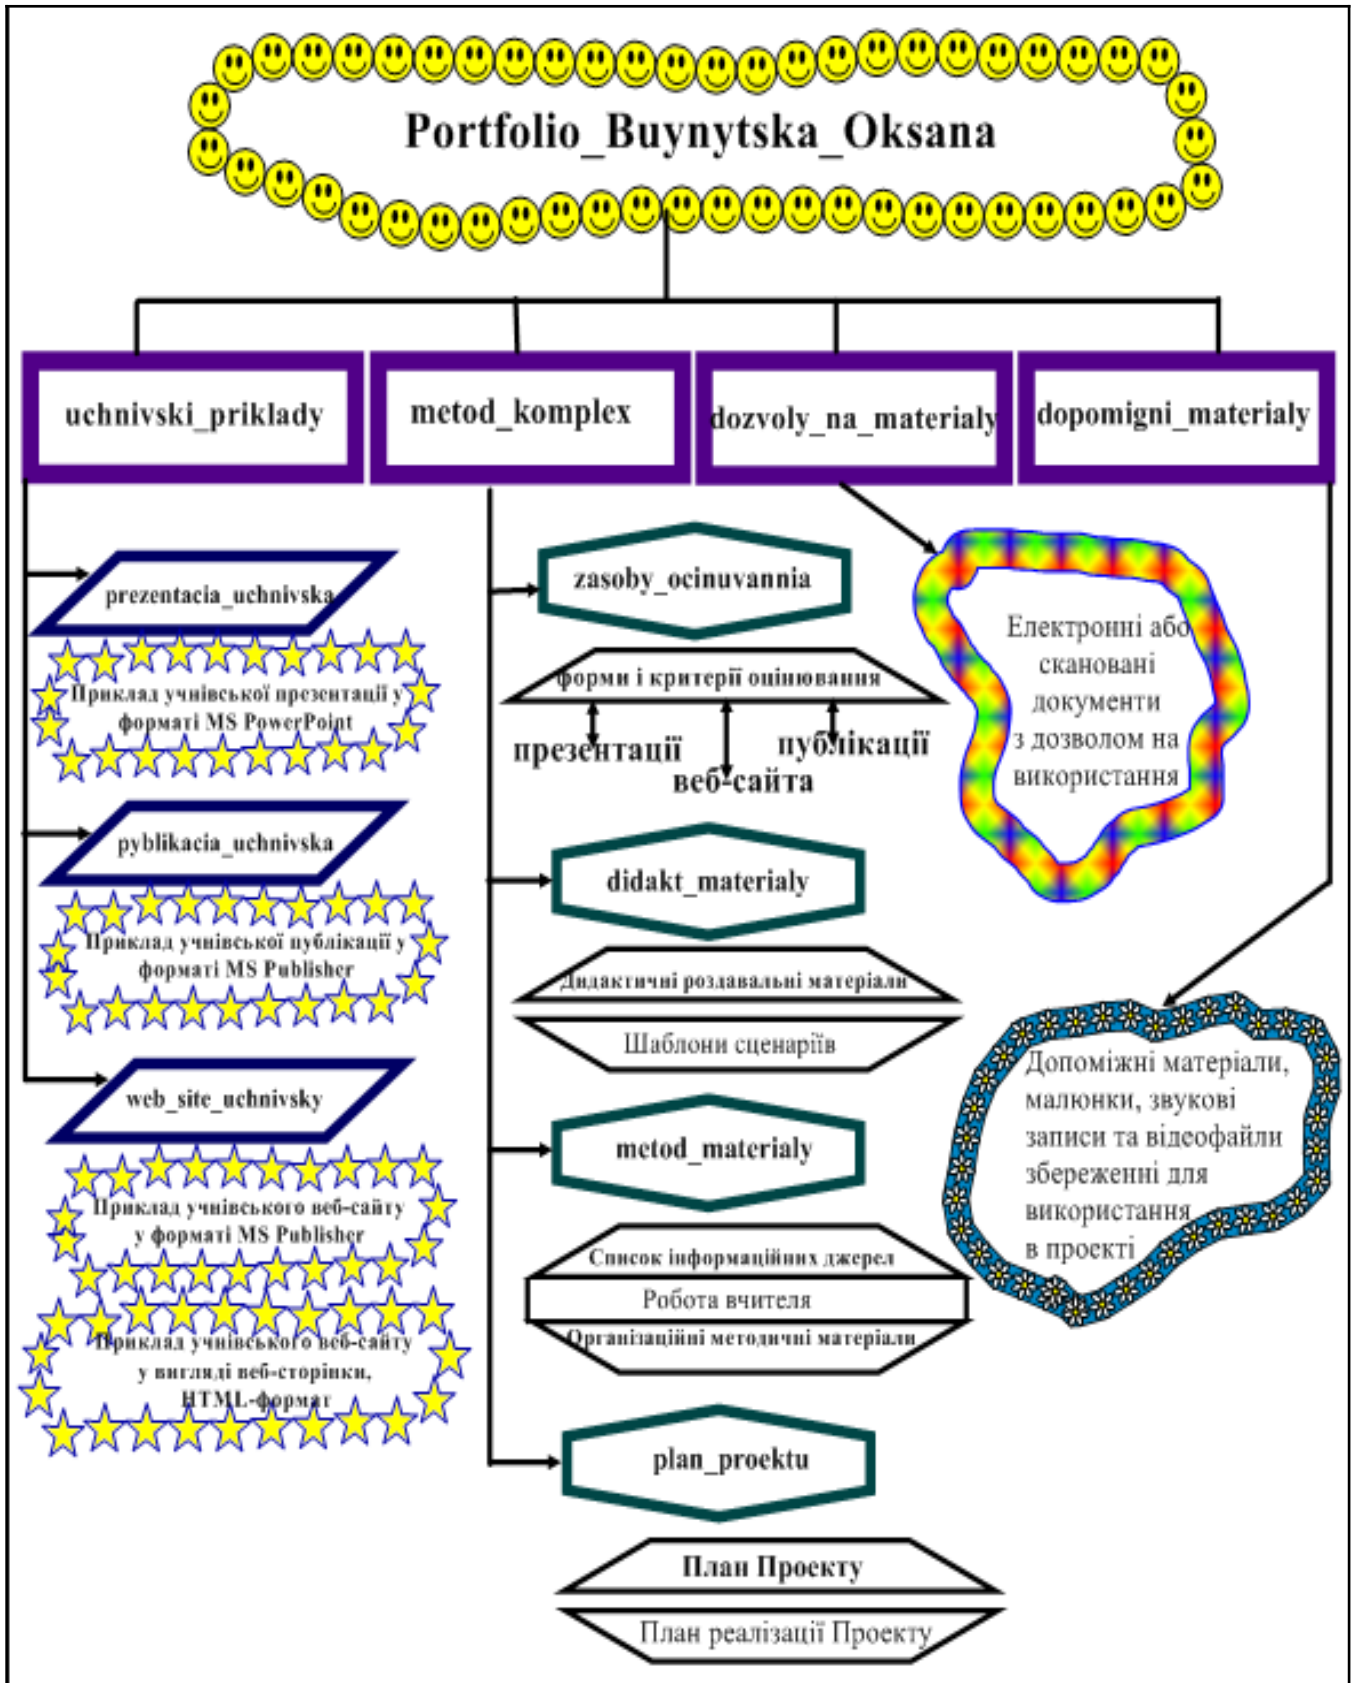 Portfolio_Buynytska_Oksana
uchnivski_priklady
metod_komplex
dozvoly_na_materialy
dopomigni_materialy
prezentacia_uchnivska
Приклад учнівської презентації у
форматі MS PowerPoint
pyblikacia_uchnivska
Приклад учнівської публікації у
форматі MS Publisher
web_site_uchnivsky
Приклад учнівського веб-сайту
у форматі MS Publisher
Приклад учнівського веб-сайту
у вигляді веб-сторінки,
HTML-формат
zasoby_ocinuvannia
форми і критерії оцінювання
презентації
веб-сайта
публікації
didakt_materialy
Дидактичні роздавальні матеріали
Шаблони сценаріїв
metod_materialy
Список інформаційних джерел
Робота вчителя
Організаційні методичні матеріали
plan_proektu
План Проекту
План реалізації Проекту
Електронні або
скановані
документи
з дозволом на
використання
Допоміжні матеріали,
малюнки, звукові
записи та відеофайли
збереженні для
використання
в проекті